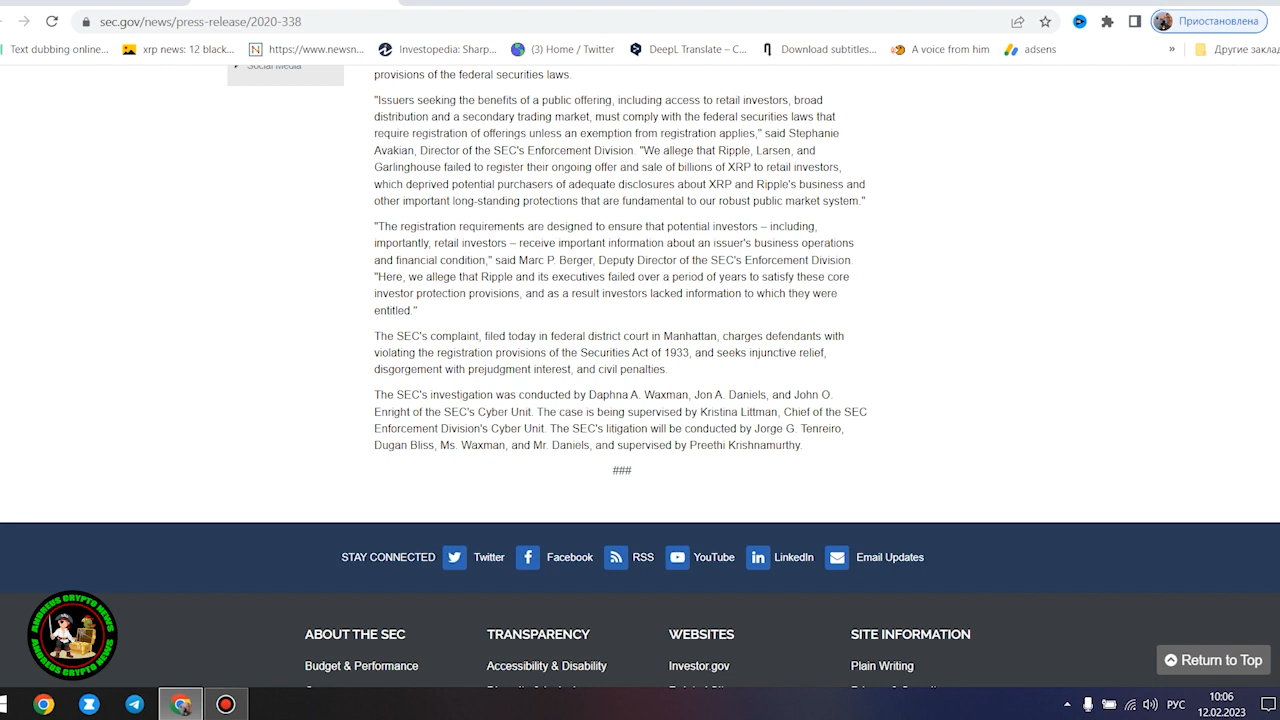 sec.gov/news/press-release/2020-338
Приостановлена
Text dubbing online...
xrp news: 12 black...
https://www.newsn...
Investopedia: Sharp...
(3) Home / Twitter
DeepL Translate – C...
Download subtitles...
A voice from him
adsens
»
Другие заклад
Social Media
provisions of the federal securities laws.
"Issuers seeking the benefits of a public offering, including access to retail investors, broad
distribution and a secondary trading market, must comply with the federal securities laws that
require registration of offerings unless an exemption from registration applies," said Stephanie
Avakian, Director of the SEC's Enforcement Division. "We allege that Ripple, Larsen, and
Garlinghouse failed to register their ongoing offer and sale of billions of XRP to retail investors,
which deprived potential purchasers of adequate disclosures about XRP and Ripple's business and
other important long-standing protections that are fundamental to our robust public market system."
"The registration requirements are designed to ensure that potential investors – including,
importantly, retail investors – receive important information about an issuer's business operations
and financial condition," said Marc P. Berger, Deputy Director of the SEC's Enforcement Division.
"Here, we allege that Ripple and its executives failed over a period of years to satisfy these core
investor protection provisions, and as a result investors lacked information to which they were
entitled."
The SEC's complaint, filed today in federal district court in Manhattan, charges defendants with
violating the registration provisions of the Securities Act of 1933, and seeks injunctive relief,
disgorgement with prejudgment interest, and civil penalties.
The SEC's investigation was conducted by Daphna A. Waxman, Jon A. Daniels, and John O.
Enright of the SEC's Cyber Unit. The case is being supervised by Kristina Littman, Chief of the SEC
Enforcement Division's Cyber Unit. The SEC's litigation will be conducted by Jorge G. Tenreiro,
Dugan Bliss, Ms. Waxman, and Mr. Daniels, and supervised by Preethi Krishnamurthy.
###
STAY CONNECTED Twitter Facebook RSS YouTube LinkedIn Email Updates
ANDREUS CRYPTO NEWS
ANDREUS CRYPTO NEWS
ABOUT THE SEC
TRANSPARENCY
WEBSITES
SITE INFORMATION
Budget & Performance
Accessibility & Disability
Investor.gov
Plain Writing
Return to Top
РУС
10:06
12.02.2023